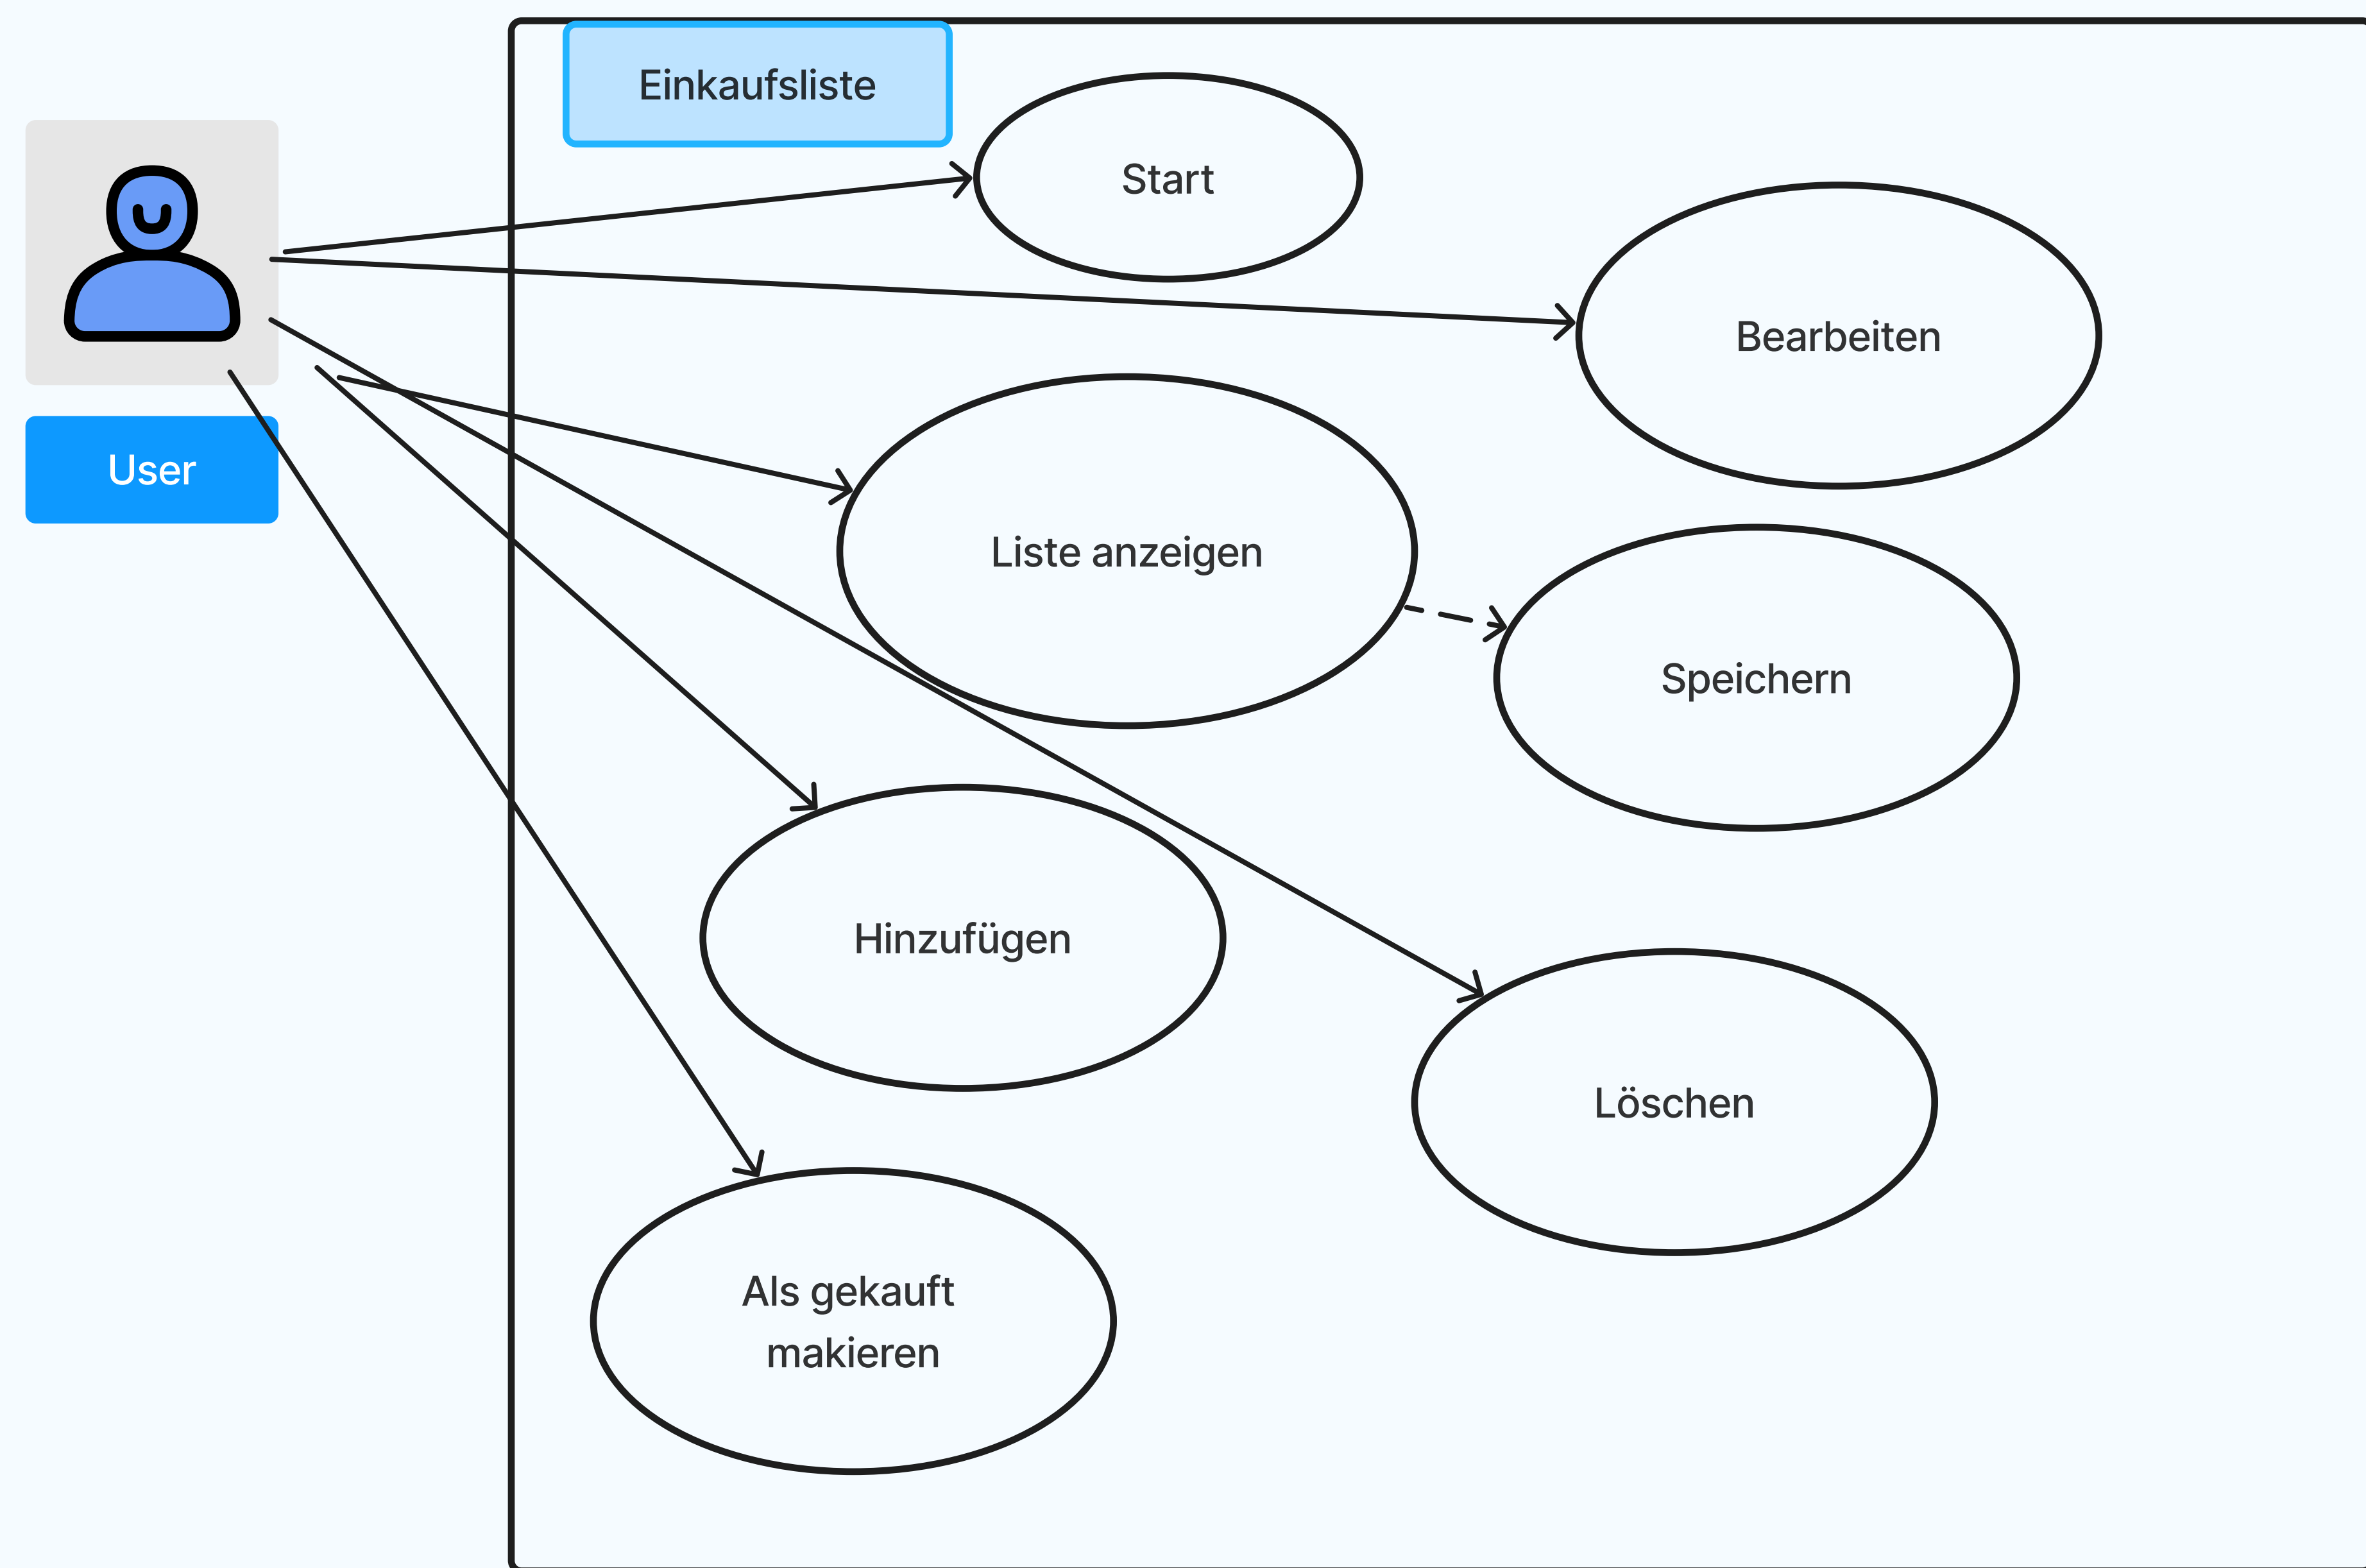 Einkaufsliste
Start
Bearbeiten
User
Liste anzeigen
Speichern
Hinzufügen
Löschen
Als gekauft
makieren